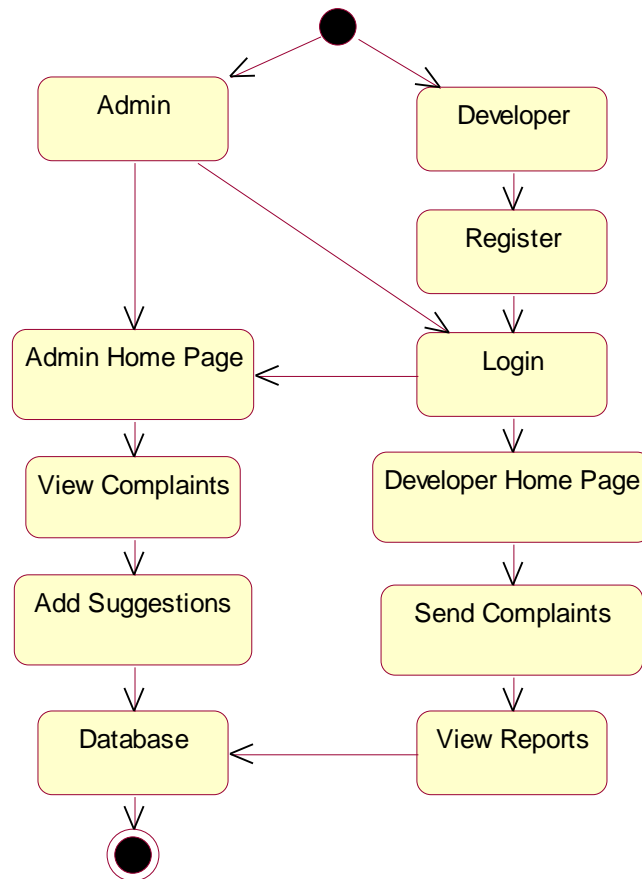 Admin
Developer
Register
Admin Home Page
Login
View Complaints
Developer Home Page
Add Suggestions
Send Complaints
Database
View Reports